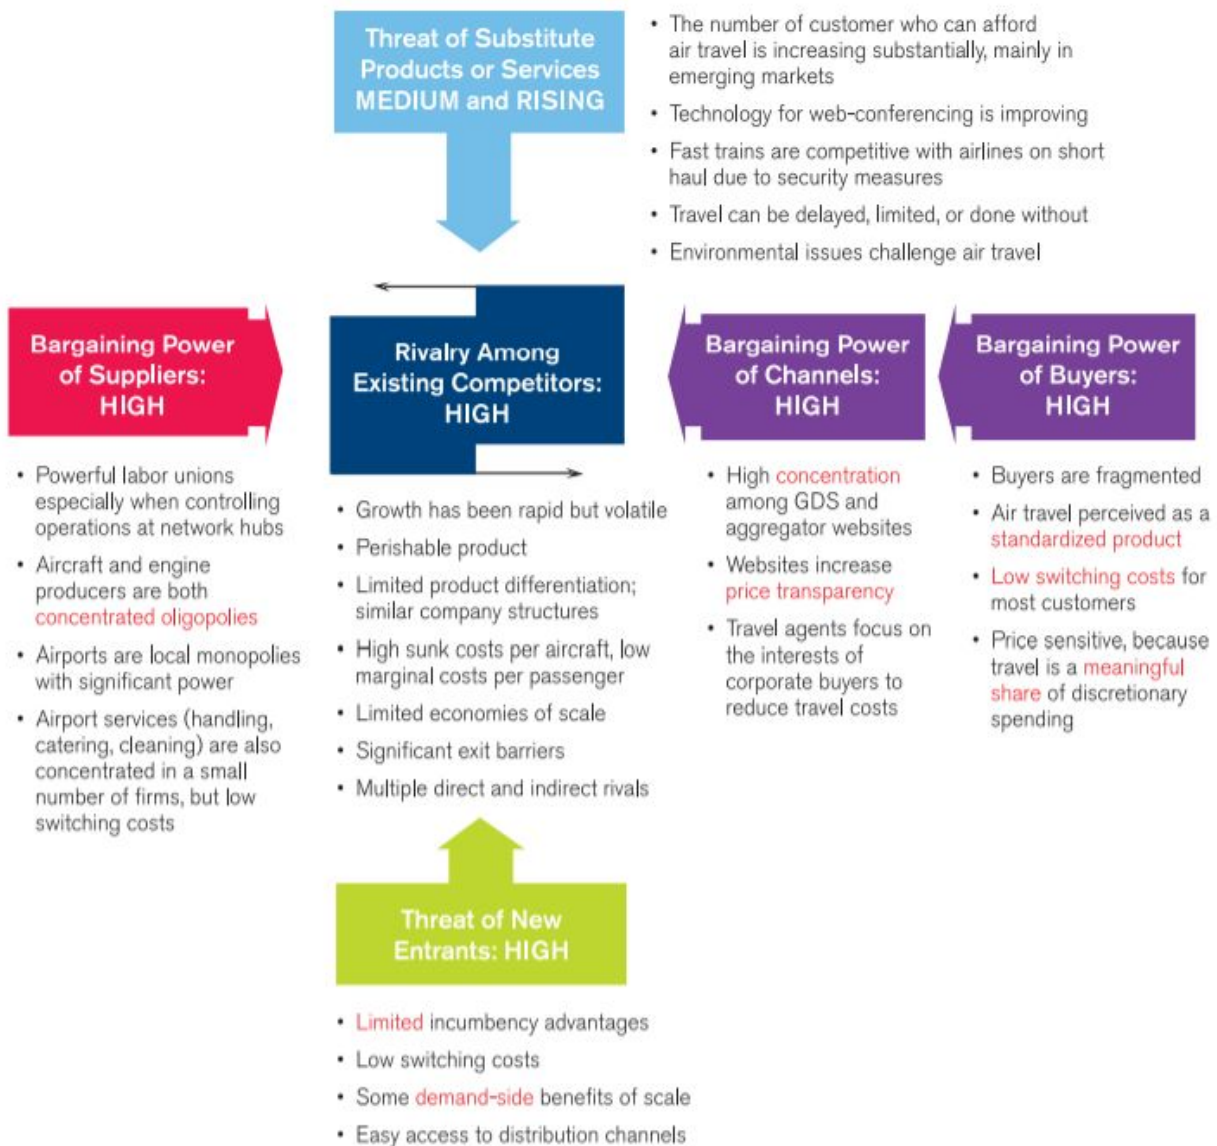 Threat of Substitute
Products or Services
MEDIUM and RISING
• The number of customer who can afford
air travel is increasing substantially, mainly in
emerging markets
• Technology for web-conferencing is improving
• Fast trains are competitive with airlines on short
haul due to security measures
• Travel can be delayed, limited, or done without
• Environmental issues challenge air travel
Bargaining Power
of Suppliers:
HIGH
• Powerful labor unions
especially when controlling
operations at network hubs
• Aircraft and engine
producers are both
concentrated oligopolies
• Airports are local monopolies
with significant power
• Airport services (handling,
catering, cleaning) are also
concentrated in a small
number of firms, but low
switching costs
Rivalry Among
Existing Competitors:
HIGH
• Growth has been rapid but volatile
• Perishable product
• Limited product differentiation;
similar company structures
• High sunk costs per aircraft, low
marginal costs per passenger
• Limited economies of scale
• Significant exit barriers
• Multiple direct and indirect rivals
Bargaining Power
of Channels:
HIGH
• High concentration
among GDS and
aggregator websites
• Websites increase
price transparency
• Travel agents focus on
the interests of
corporate buyers to
reduce travel costs
Bargaining Power
of Buyers:
HIGH
• Buyers are fragmented
• Air travel perceived as a
standardized product
• Low switching costs for
most customers
• Price sensitive, because
travel is a meaningful
share of discretionary
spending
Threat of New
Entrants: HIGH
• Limited incumbency advantages
• Low switching costs
• Some demand-side benefits of scale
• Easy access to distribution channels